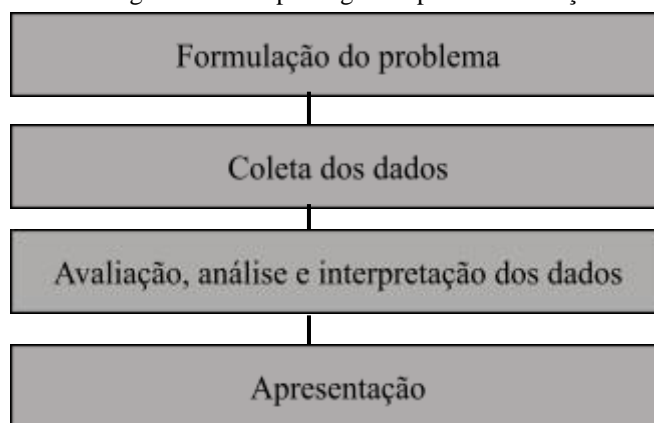 Formulação do problema
Coleta dos dados
Avaliação, análise e interpretação dos dados
Apresentação